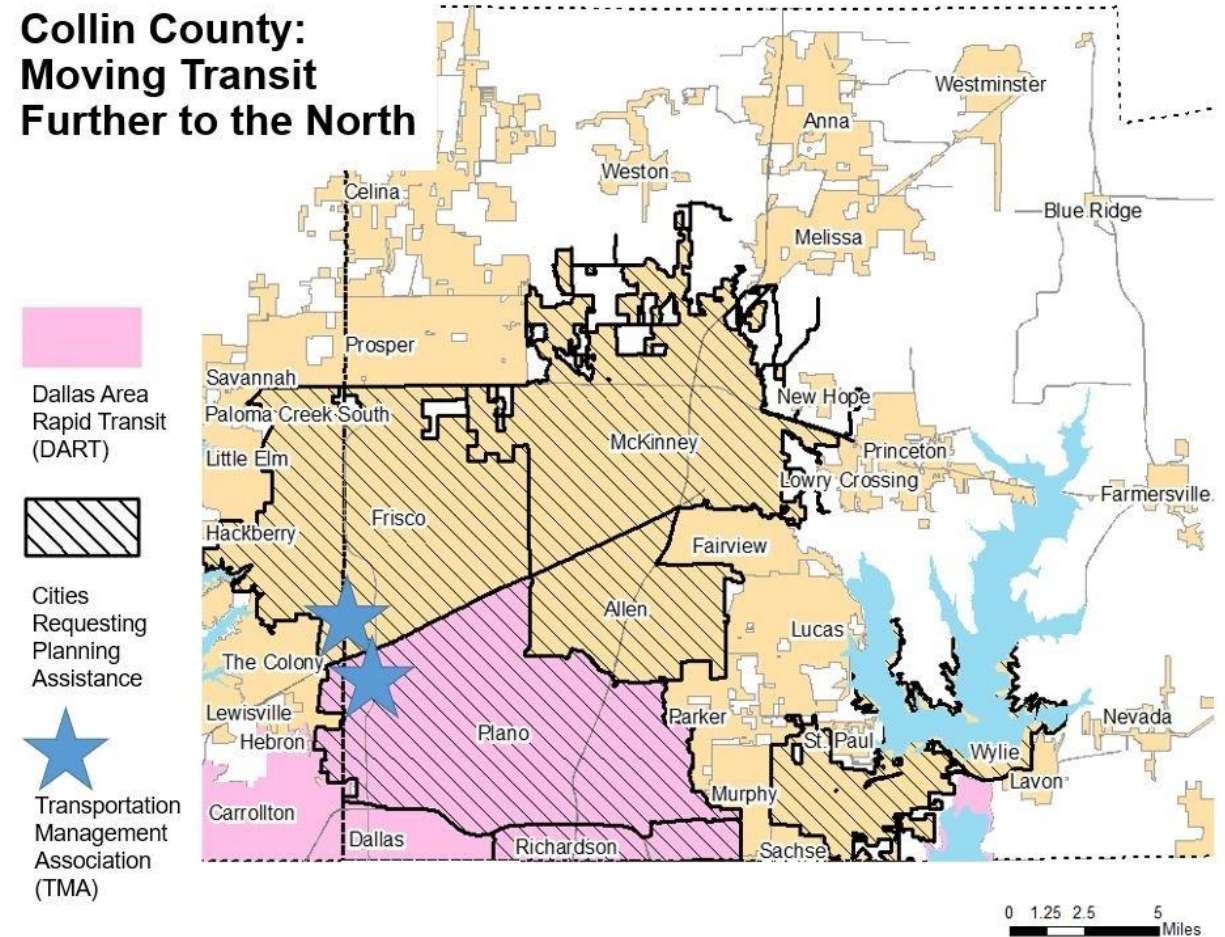 Collin County:
Moving Transit
Further to the North
Westminster
Anna
Weston
Celina
Blue Ridge
Melissa
Prosper
Savannah
Dallas Area
Rapid Transit
(DART)
New Hope
Paloma Creek South
McKinney
Princeton
Little Elm
Lowry Crossing
Farmersville
Frisco
Hackberry
Fairview
Cities
Requesting
Planning
Assistance
Allen
Lucas
The Colony
Lewisville
Parker
Nevada
Plano
Hebron
St. Paul
Wylie
Lavon
Murphy
Transportation
Management
Association
(TMA)
Carrollton
Dallas
Richardson
Sachse
0 1.25 2.5 5
Miles